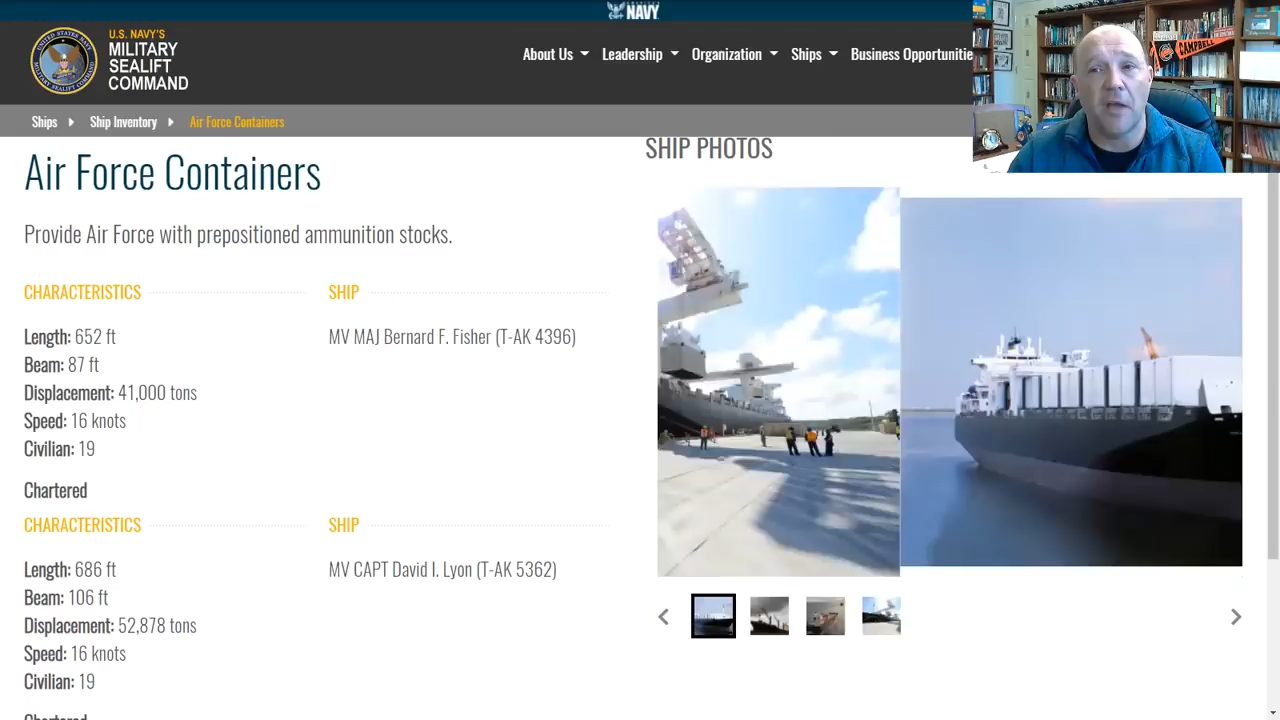 NAVY
U.S. NAVY'S
MILITARY
SEALIFT
COMMAND
About Us
Leadership
Organization
Ships
Business Opportunitie
CAMPBELL
Ships
Ship Inventory
Air Force Containers
Air Force Containers
Provide Air Force with prepositioned ammunition stocks.
CHARACTERISTICS
SHIP
Length: 652 ft
MV MAJ Bernard F. Fisher (T-AK 4396)
Beam: 87 ft
Displacement: 41,000 tons
Speed: 16 knots
Civilian: 19
Chartered
CHARACTERISTICS
SHIP
Length: 686 ft
MV CAPT David I. Lyon (T-AK 5362)
Beam: 106 ft
Displacement: 52,878 tons
Speed: 16 knots
Civilian: 19
Chartered
SHIP PHOTOS